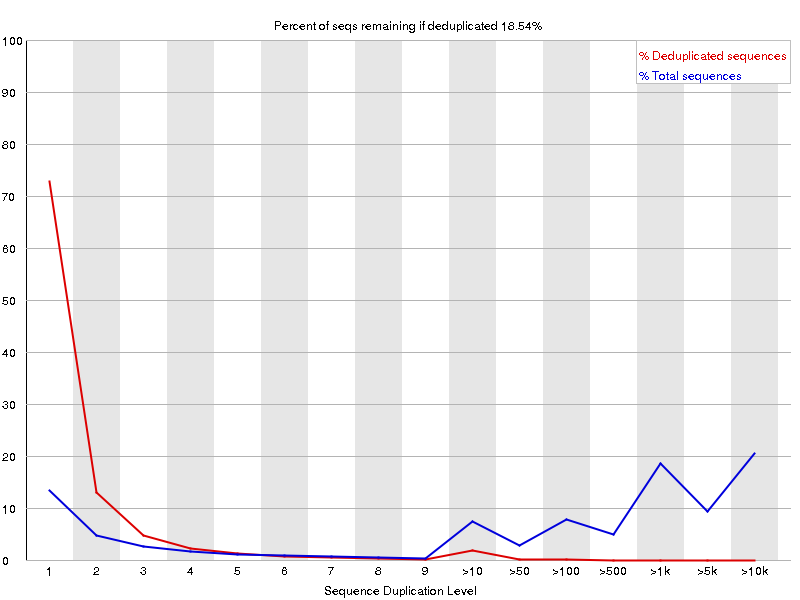 Percent of seqs remaining if deduplicated 18.54%
% Deduplicated sequences
% Total sequences
100
90
80
70
60
50
40
30
20
10
0
1 2 3 4 5 6 7 8 9 >10 >50 >100 >500 >1k >5k >10k
Sequence Duplication Level